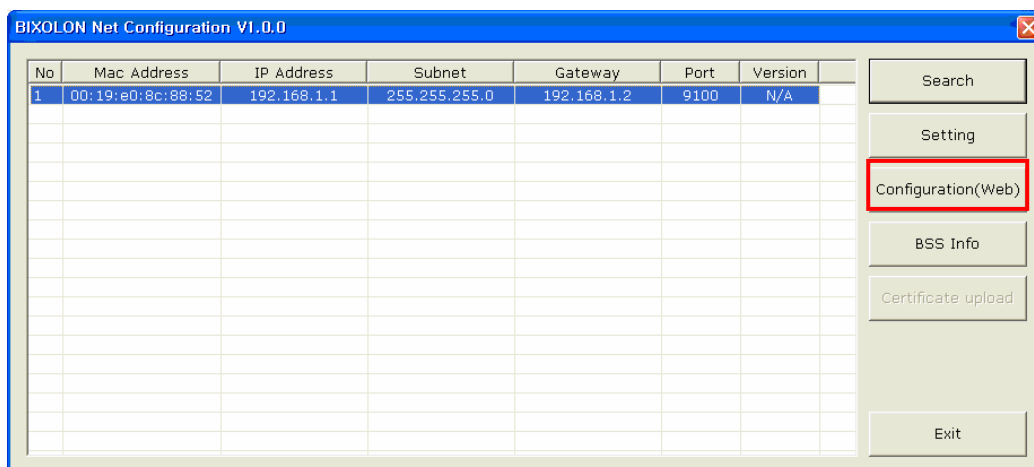 BIXOLON Net Configuration V1.0.0
No Mac Address IP Address Subnet Gateway Port Version
1 00:19:e0:8c:88:52 192.168.1.1 255.255.255.0 192.168.1.2 9100 N/A
Search
Setting
Configuration(Web)
BSS Info
Certificate upload
Exit